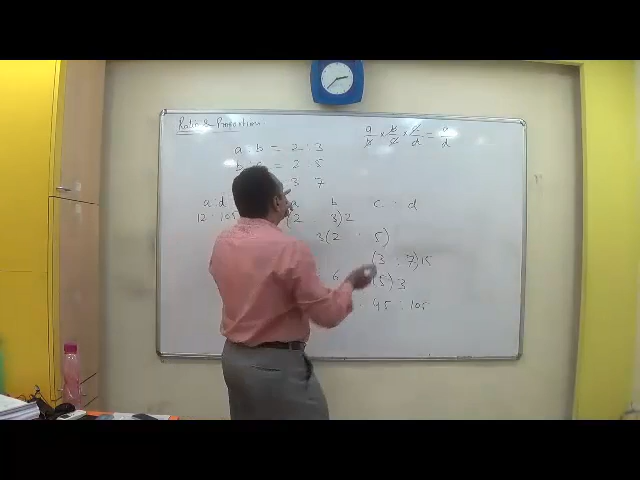 Ratio & Proportion
a : b = 2 : 3
a/b × b/c × c/d = a/d
b : c = 2 5
3 7
a : d
a b c : d
12 : 105
(2 3)2
3(2 : 5)
(3 : 7)15
6 15)3
: 45 : 105